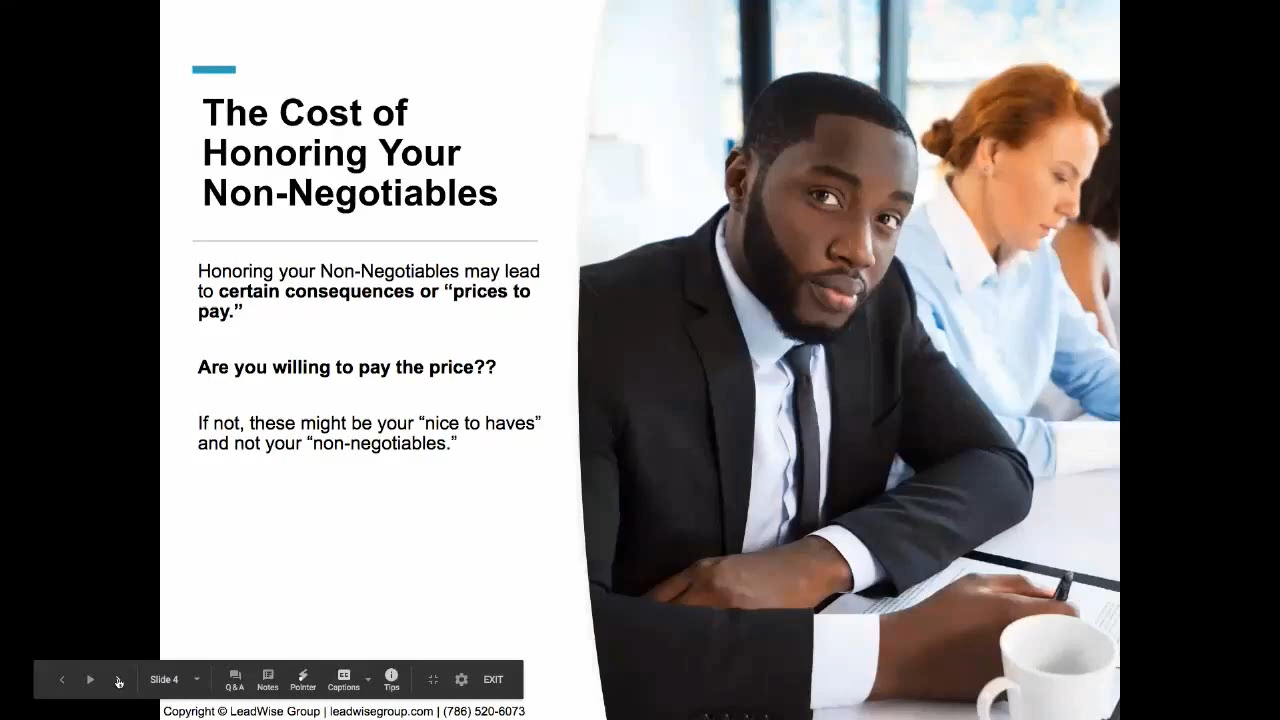 The Cost of
Honoring Your
Non-Negotiables
Honoring your Non-Negotiables may lead
to certain consequences or “prices to
pay.”
Are you willing to pay the price??
If not, these might be your “nice to haves”
and not your “non-negotiables.”
Slide 4
Q&A
Notes
Pointer
Captions
Tips
EXIT
Copyright © LeadWise Group | leadwisegroup.com | (786) 520-6073